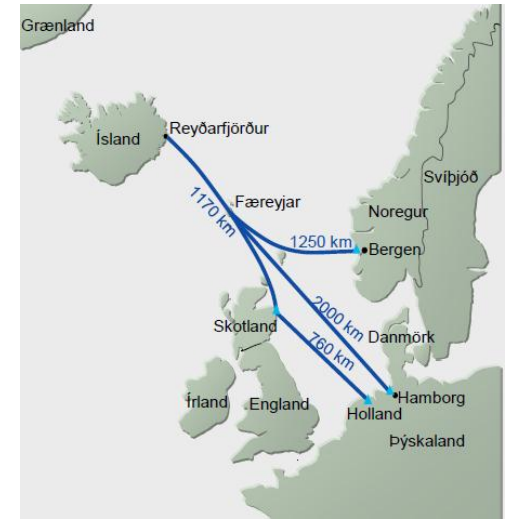 Grænland
Reyðarfjörður
Ísland
Svíþjóð
Færeyjar
1170 km
Noregur
1250 km
Bergen
2000 km
Skotland
760 km
Danmörk
Írland
England
Hamborg
Holland
Þýskaland